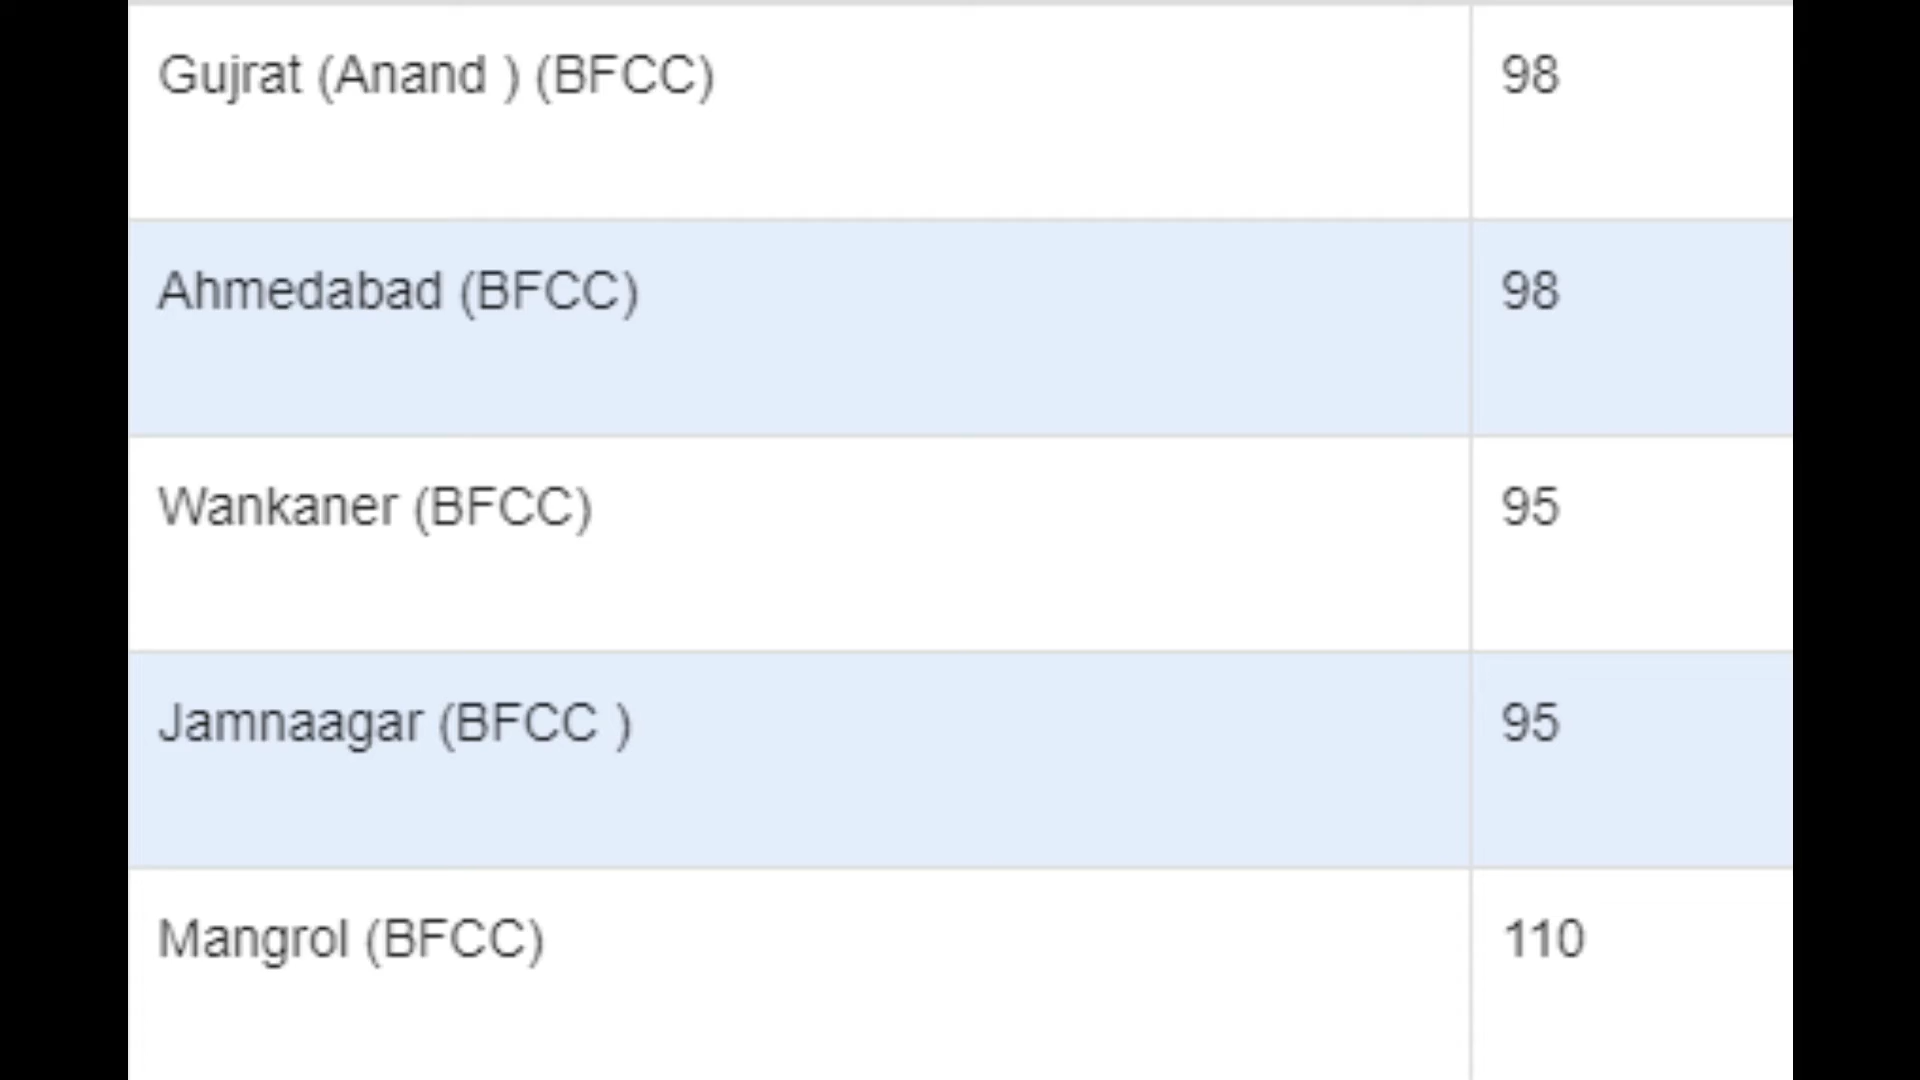 Gujrat (Anand ) (BFCC) 98
Ahmedabad (BFCC) 98
Wankaner (BFCC) 95
Jamnaagar (BFCC ) 95
Mangrol (BFCC) 110